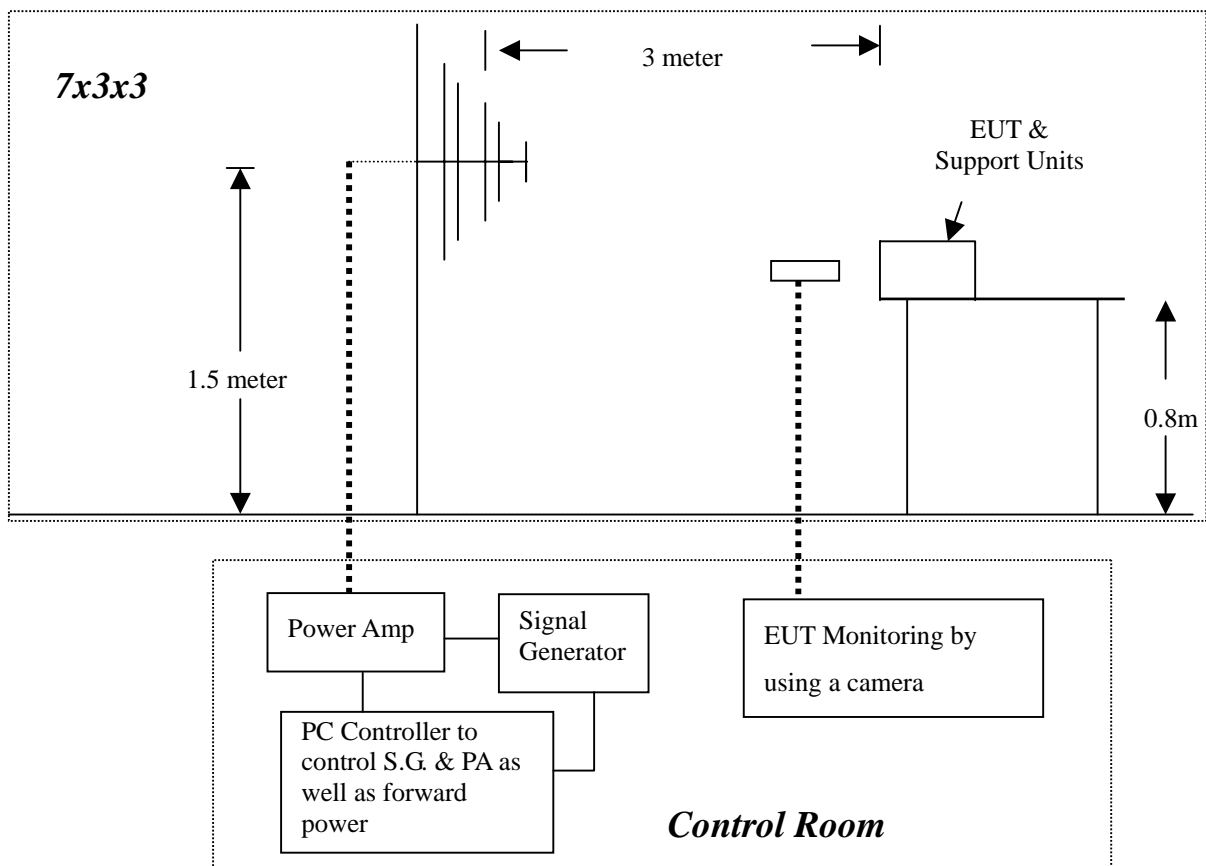 7x3x3
3 meter
EUT &
Support Units
1.5 meter
0.8m
Power Amp
Signal
Generator
EUT Monitoring by
using a camera
PC Controller to
control S.G. & PA as
well as forward
power
Control Room